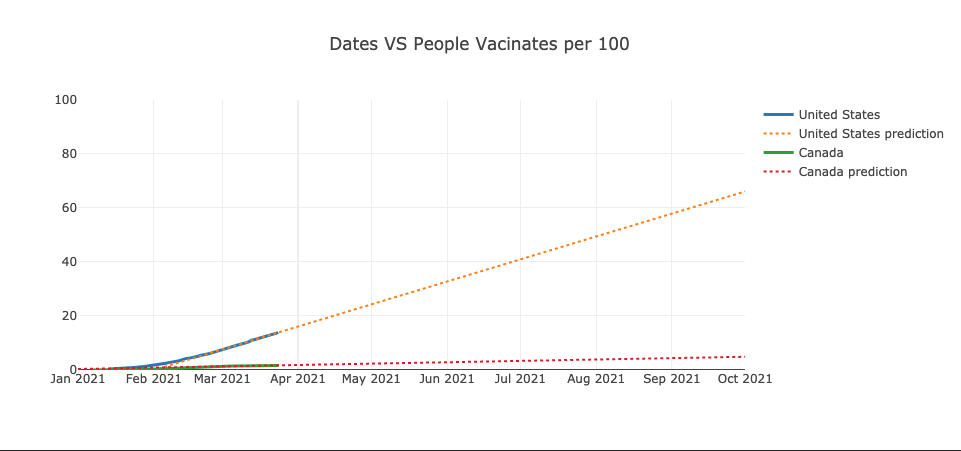 Dates VS People Vacinates per 100
100
80
60
40
20
0
Jan 2021 Feb 2021 Mar 2021 Apr 2021 May 2021 Jun 2021 Jul 2021 Aug 2021 Sep 2021 Oct 2021
United States
United States prediction
Canada
Canada prediction